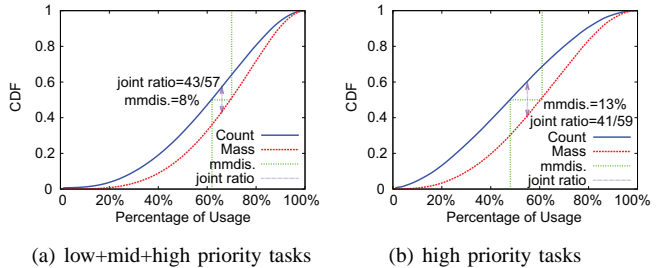 1
0.8
0.6
0.4
0.2
0
CDF
joint ratio=43/57
mmdis.=8%
Count
Mass
mmdis.
joint ratio
0 20% 40% 60% 80% 100%
Percentage of Usage
(a) low+mid+high priority tasks
1
0.8
0.6
0.4
0.2
0
CDF
mmdis.=13%
joint ratio=41/59
Count
Mass
mmdis.
joint ratio
0 20% 40% 60% 80% 100%
Percentage of Usage
(b) high priority tasks